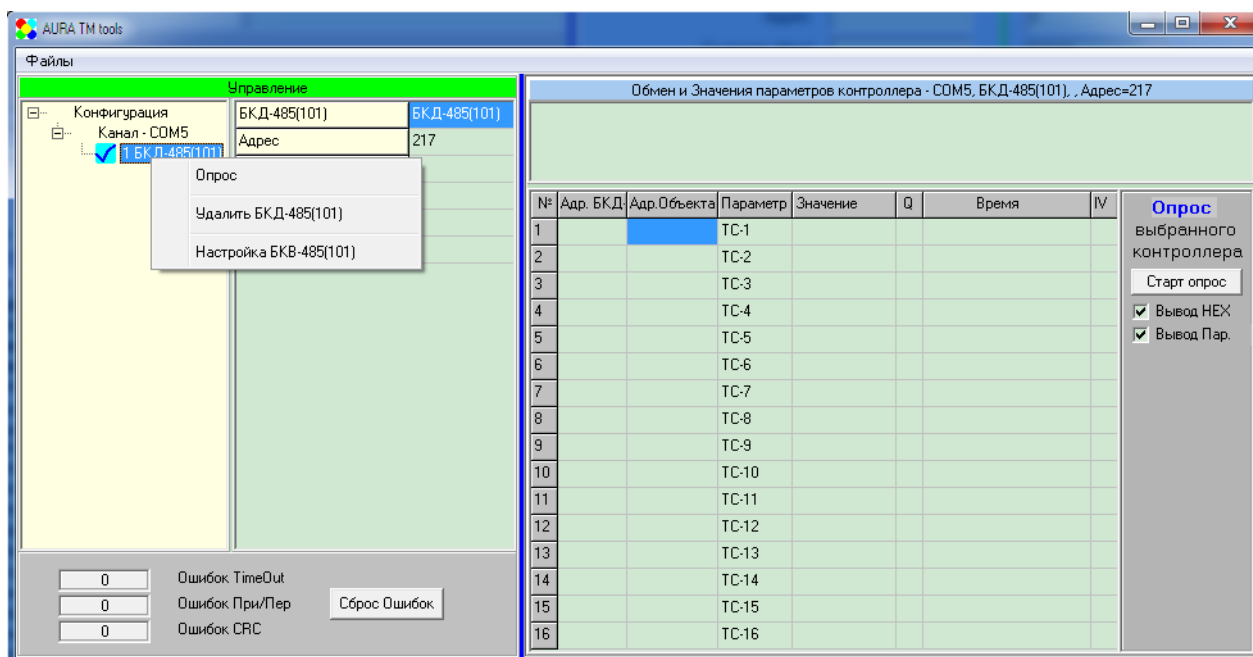 AURA TM tools
Файлы
Управление
Конфигурация
Канал - COM5
1 БКД-485(101)
БКД-485(101) БКД-485(101)
Адрес 217
Опрос
Удалить БКД-485(101)
Настройка БКВ-485(101)
0 Ошибок TimeOut
0 Ошибок При/Пер
0 Ошибок CRC
Сброс Ошибок
Обмен и Значения параметров контроллера - COM5, БКД-485(101), , Адрес=217
№ Адр. БКД- Адр.Объекта Параметр Значение Q Время IV
1 ТС-1
2 ТС-2
3 ТС-3
4 ТС-4
5 ТС-5
6 ТС-6
7 ТС-7
8 ТС-8
9 ТС-9
10 ТС-10
11 ТС-11
12 ТС-12
13 ТС-13
14 ТС-14
15 ТС-15
16 ТС-16
Опрос
выбранного
контроллера
Старт опрос
Вывод HEX
Вывод Пар.